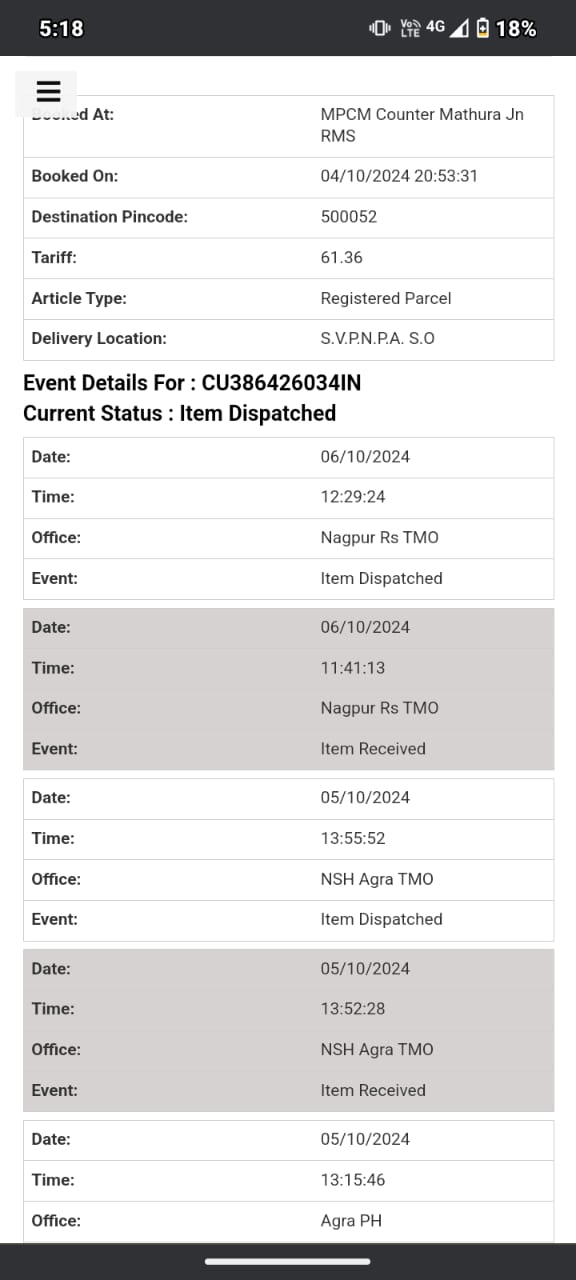 5:18
Vo LTE 4G 18%
Booked At: MPCM Counter Mathura Jn
RMS
Booked On: 04/10/2024 20:53:31
Destination Pincode: 500052
Tariff: 61.36
Article Type: Registered Parcel
Delivery Location: S.V.P.N.P.A. S.O
Event Details For : CU386426034IN
Current Status : Item Dispatched
Date: 06/10/2024
Time: 12:29:24
Office: Nagpur Rs TMO
Event: Item Dispatched
Date: 06/10/2024
Time: 11:41:13
Office: Nagpur Rs TMO
Event: Item Received
Date: 05/10/2024
Time: 13:55:52
Office: NSH Agra TMO
Event: Item Dispatched
Date: 05/10/2024
Time: 13:52:28
Office: NSH Agra TMO
Event: Item Received
Date: 05/10/2024
Time: 13:15:46
Office: Agra PH